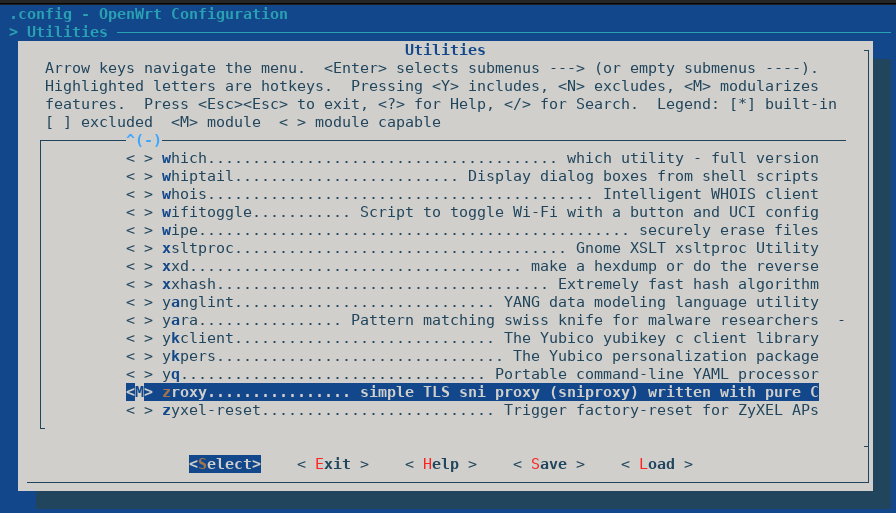 .config - OpenWrt Configuration
> Utilities
Utilities
Arrow keys navigate the menu.  <Enter> selects submenus ---> (or empty submenus ----).
Highlighted letters are hotkeys.  Pressing <Y> includes, <N> excludes, <M> modularizes
features.  Press <Esc><Esc> to exit, <?> for Help, </> for Search.  Legend: [*] built-in
[ ] excluded  <M> module  < > module capable
^(-)
< > which....................................... which utility - full version
< > whiptail......................... Display dialog boxes from shell scripts
< > whois........................................... Intelligent WHOIS client
< > wifitoggle........... Script to toggle Wi-Fi with a button and UCI config
< > wipe................................................ securely erase files
< > xsltproc..................................... Gnome XSLT xsltproc Utility
< > xxd..................................... make a hexdump or do the reverse
< > xxhash..................................... Extremely fast hash algorithm
< > yanglint............................. YANG data modeling language utility
< > yara................ Pattern matching swiss knife for malware researchers  -
< > ykclient............................. The Yubico yubikey c client library
< > ykpers................................ The Yubico personalization package
< > yq.................................. Portable command-line YAML processor
<M> zroxy................ simple TLS sni proxy (sniproxy) written with pure C
< > zyxel-reset.......................... Trigger factory-reset for ZyXEL APs
<Select>    < Exit >    < Help >    < Save >    < Load >